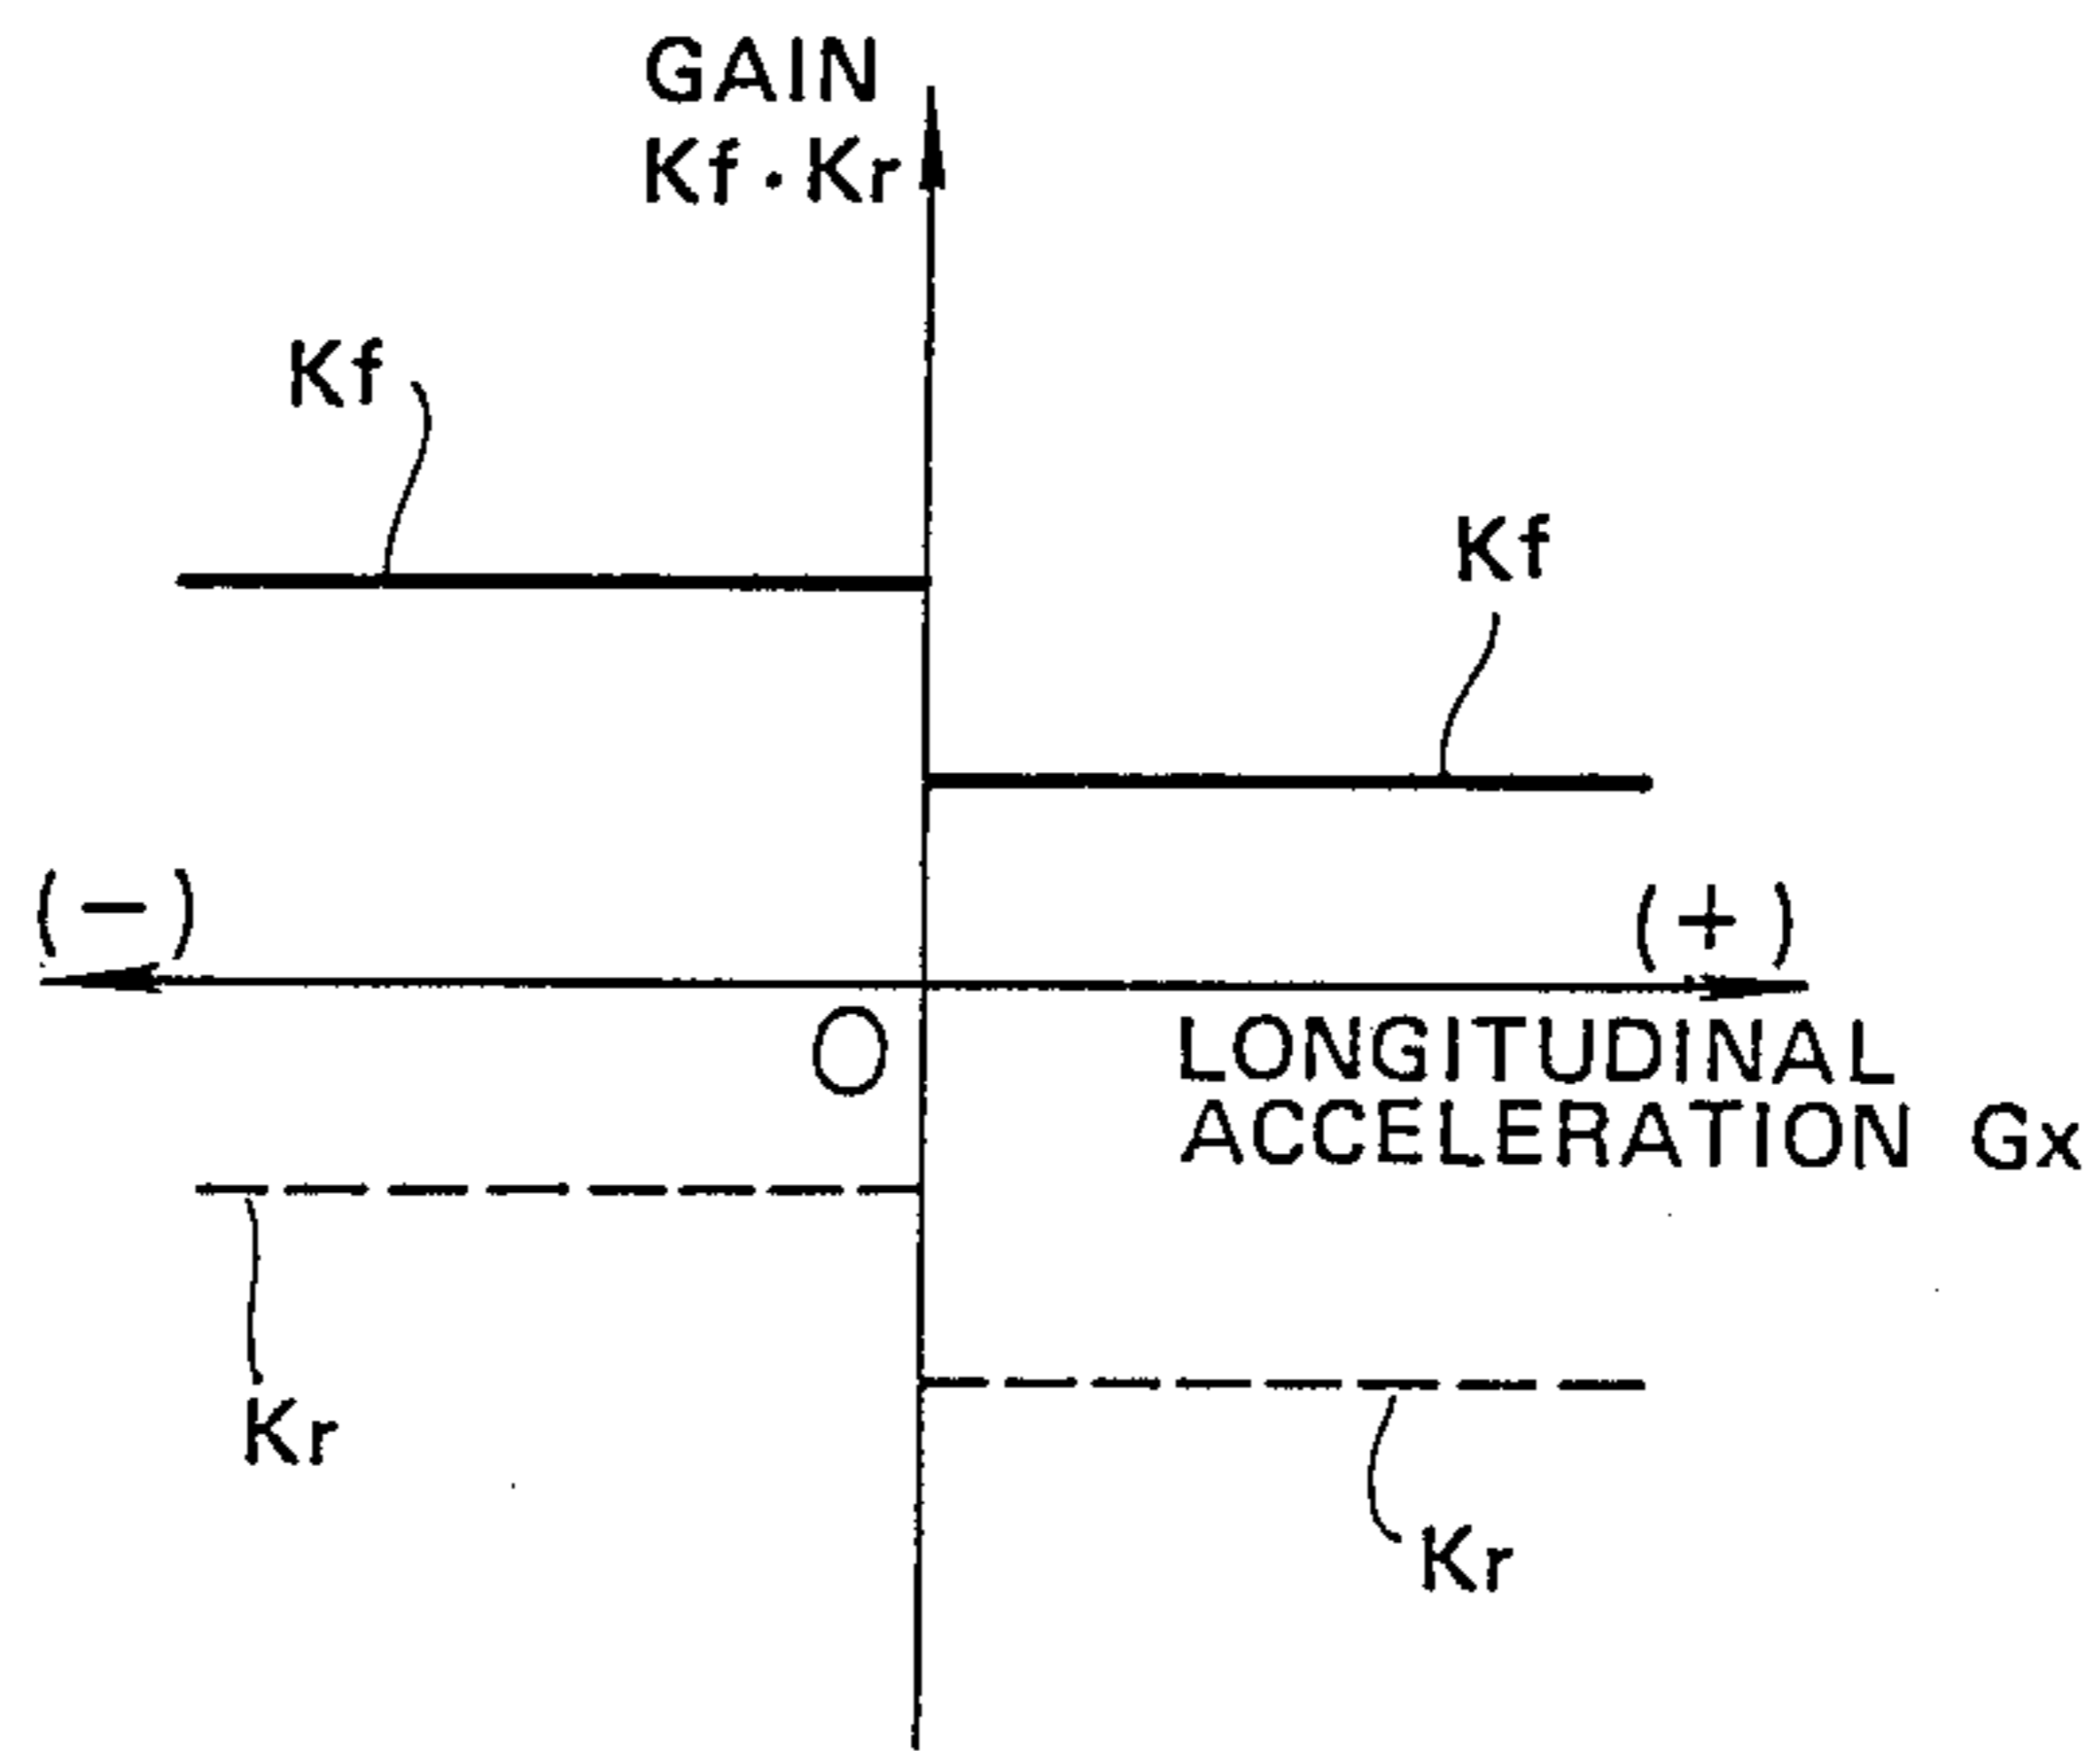 GAIN
Kf・Kr
Kf
Kf
(−)
(+)
O
LONGITUDINAL
ACCELERATION Gx
Kr
Kr